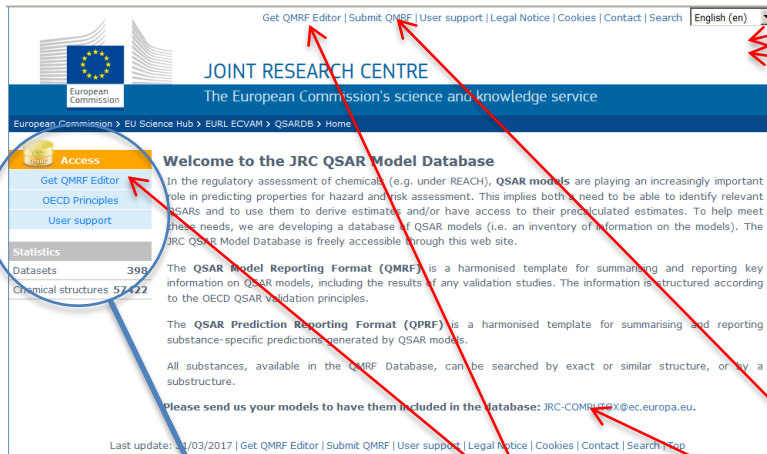 Get QMRF Editor | Submit QMRF | User support | Legal Notice | Cookies | Contact | Search English (en)
European
Commission
JOINT RESEARCH CENTRE
The European Commission's science and knowledge service
European Commission > EU Science Hub > EURL ECVAM > QSARDB > Home
Access
Get QMRF Editor
OECD Principles
User support
Statistics
Datasets 398
Chemical structures 57422
Welcome to the JRC QSAR Model Database
In the regulatory assessment of chemicals (e.g. under REACH), QSAR models are playing an increasingly important
role in predicting properties for hazard and risk assessment. This implies both a need to be able to identify relevant
QSARs and to use them to derive estimates and/or have access to their precalculated estimates. To help meet
these needs, we are developing a database of QSAR models (i.e. an inventory of information on the models). The
JRC QSAR Model Database is freely accessible through this web site.
The QSAR Model Reporting Format (QMRF) is a harmonised template for summarising and reporting key
information on QSAR models, including the results of any validation studies. The information is structured according
to the OECD QSAR validation principles.
The QSAR Prediction Reporting Format (QPRF) is a harmonised template for summarising and reporting
substance-specific predictions generated by QSAR models.
All substances, available in the QMRF Database, can be searched by exact or similar structure, or by a
substructure.
Please send us your models to have them included in the database: JRC-COMPUTOX@ec.europa.eu.
Last update: 31/03/2017 | Get QMRF Editor | Submit QMRF | User support | Legal Notice | Cookies | Contact | Search | Top